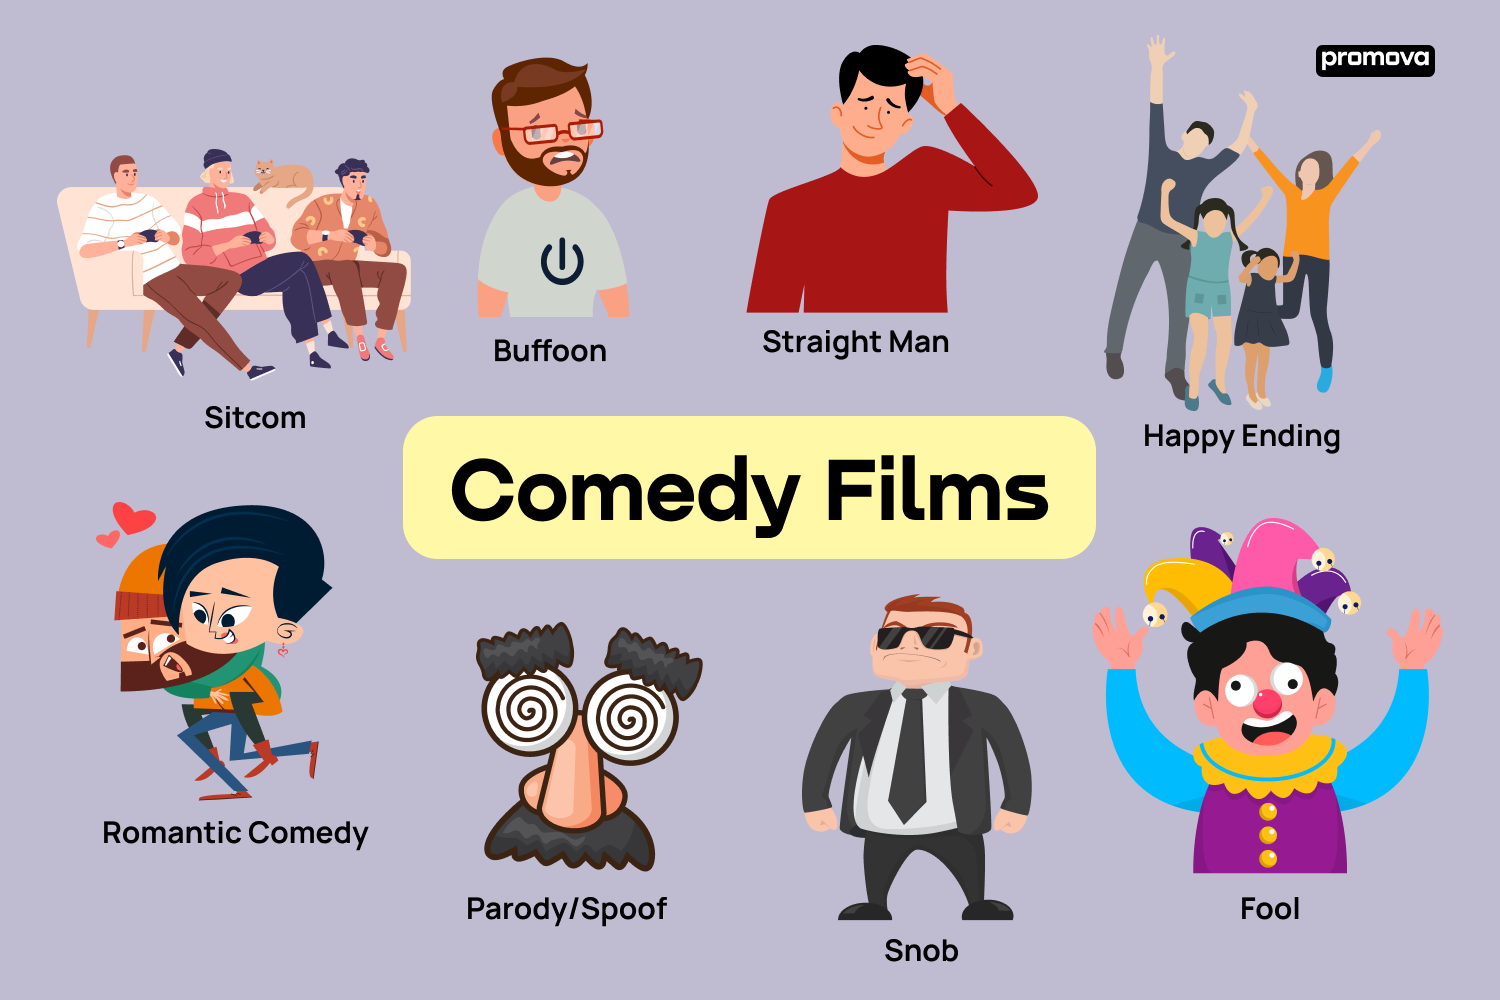 promova
Buffoon
Straight Man
Sitcom
Happy Ending
Comedy Films
Romantic Comedy
Parody/Spoof
Snob
Fool